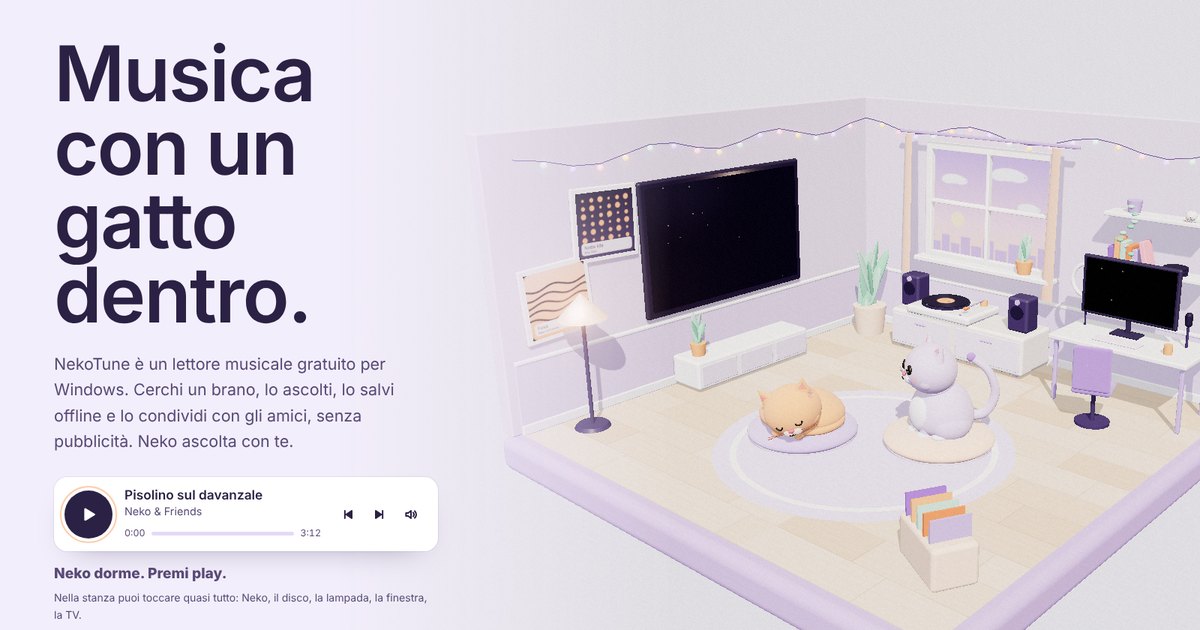 Musica
con un
gatto
dentro.
NekoTune è un lettore musicale gratuito per
Windows. Cerchi un brano, lo ascolti, lo salvi
offline e lo condividi con gli amici, senza
pubblicità. Neko ascolta con te.
Pisolino sul davanzale
Neko & Friends
0:00
3:12
Neko dorme. Premi play.
Nella stanza puoi toccare quasi tutto: Neko, il disco, la lampada, la finestra,
la TV.